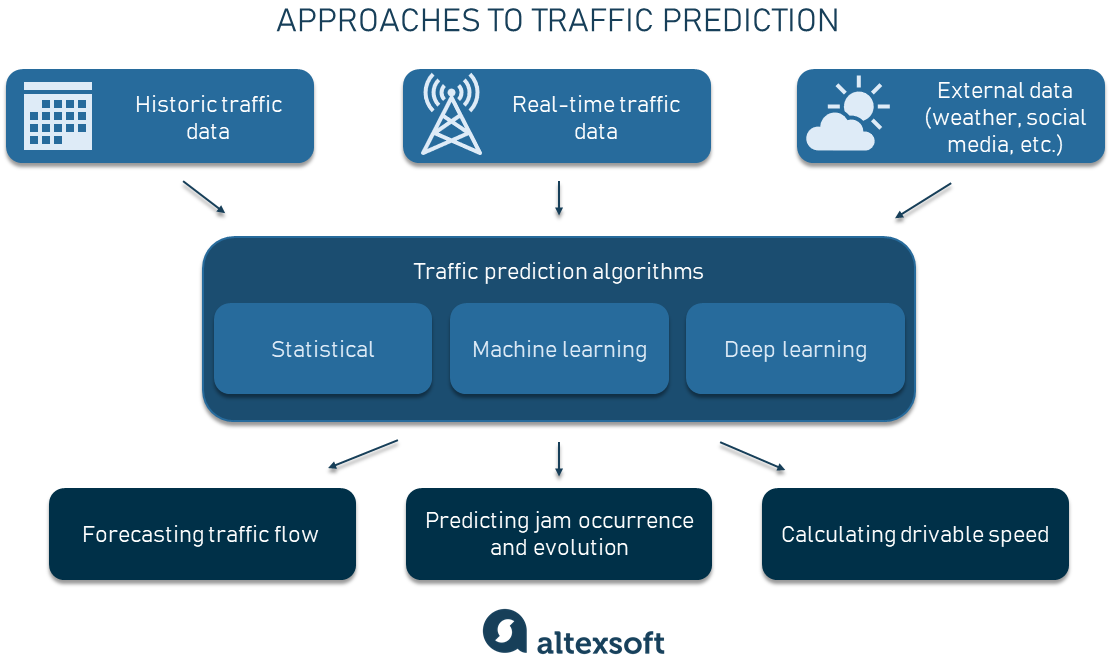 APPROACHES TO TRAFFIC PREDICTION
Historic traffic
data
Real-time traffic
data
External data
(weather, social
media, etc.)
Traffic prediction algorithms
Statistical
Machine learning
Deep learning
Forecasting traffic flow
Predicting jam occurrence
and evolution
Calculating drivable speed
altexsoft